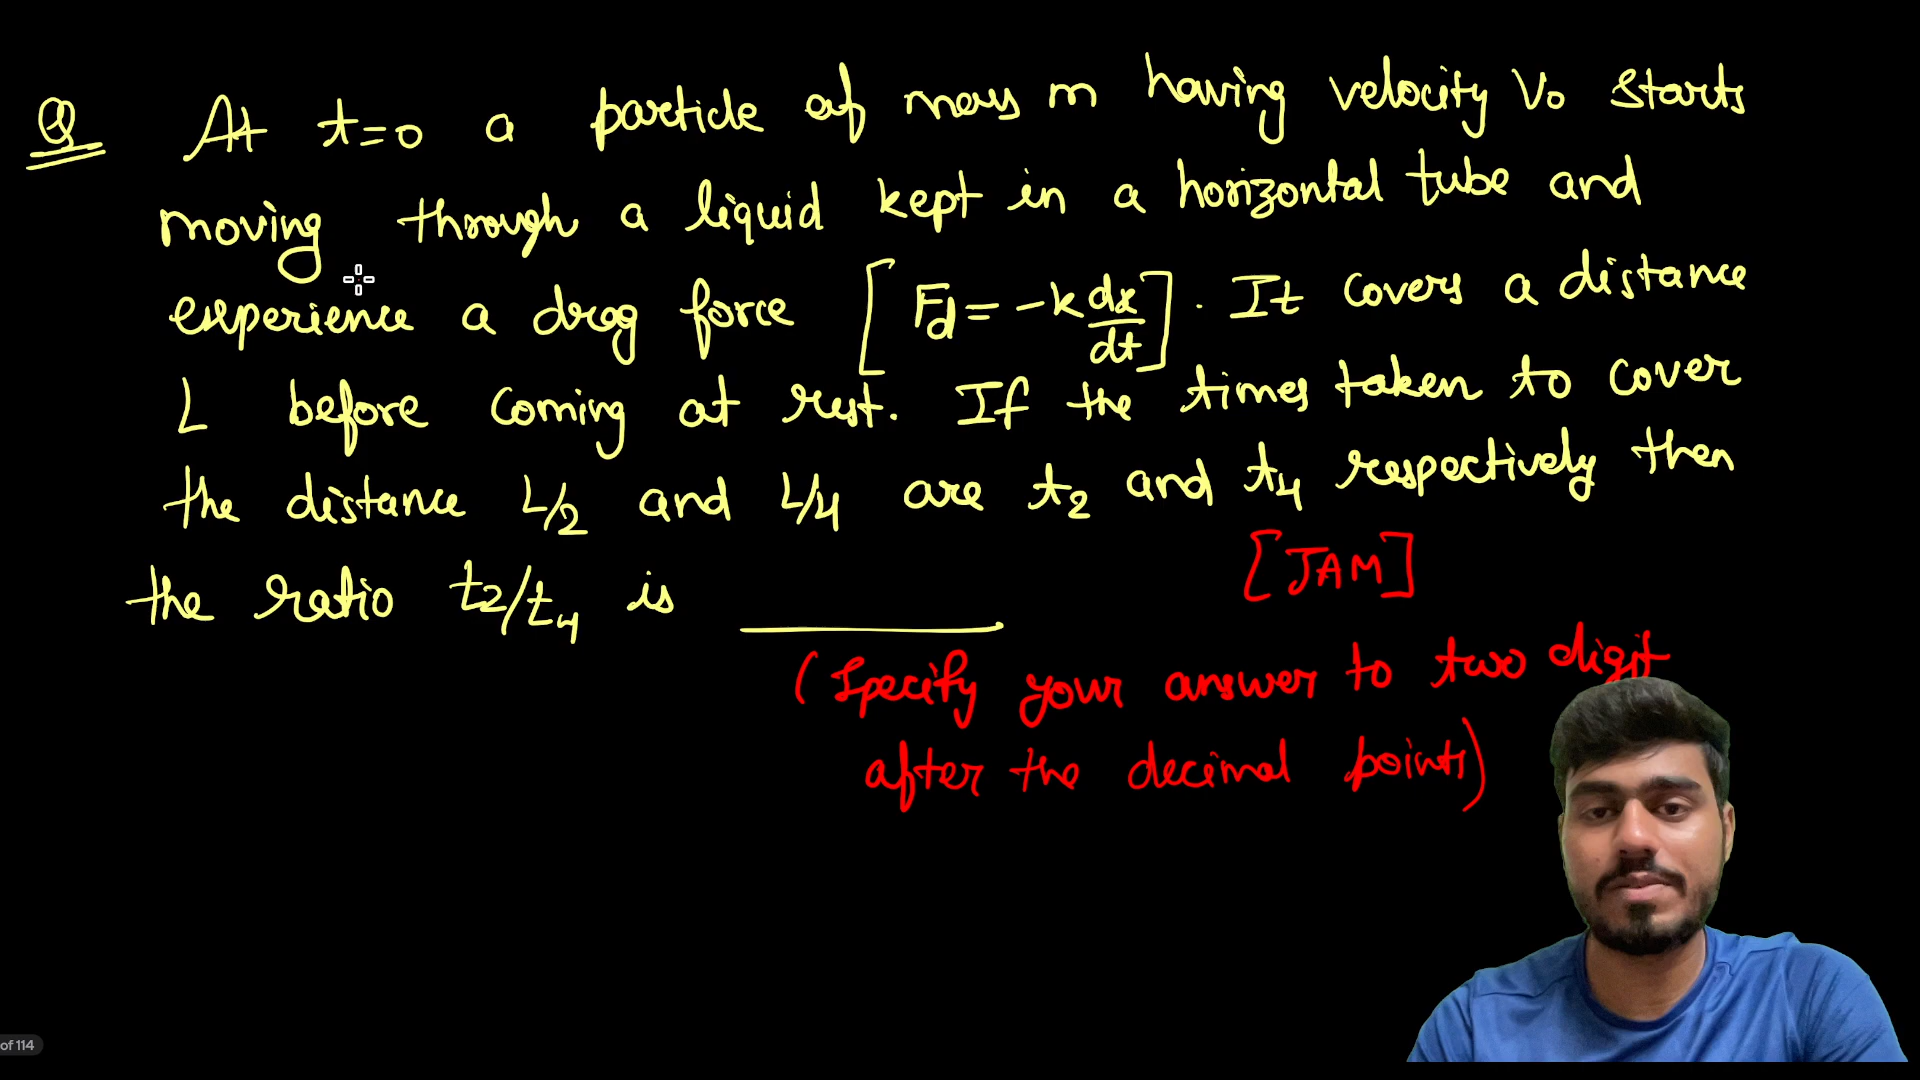 Q At t=0 a particle of mass m having velocity V₀ starts
moving through a liquid kept in a horizontal tube and
experience a drag force [F_d = -k dx/dt]. It covers a distance
L before coming at rest. If the times taken to cover
the distance L/2 and L/4 are t₂ and t₄ respectively then
the ratio t₂/t₄ is ______
[JAM]
(Specify your answer to two digit
after the decimal points)
of 114